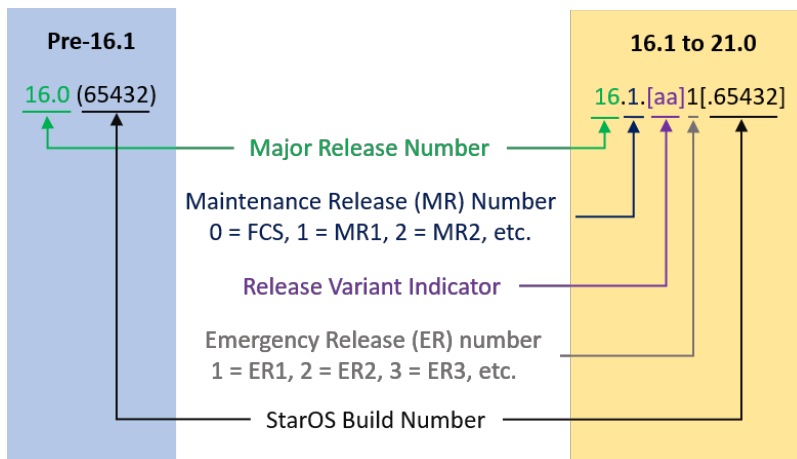 Pre-16.1
16.1 to 21.0
16.0 (65432)
16.1.[aa]1[.65432]
Major Release Number
Maintenance Release (MR) Number
0 = FCS, 1 = MR1, 2 = MR2, etc.
Release Variant Indicator
Emergency Release (ER) number
1 = ER1, 2 = ER2, 3 = ER3, etc.
StarOS Build Number